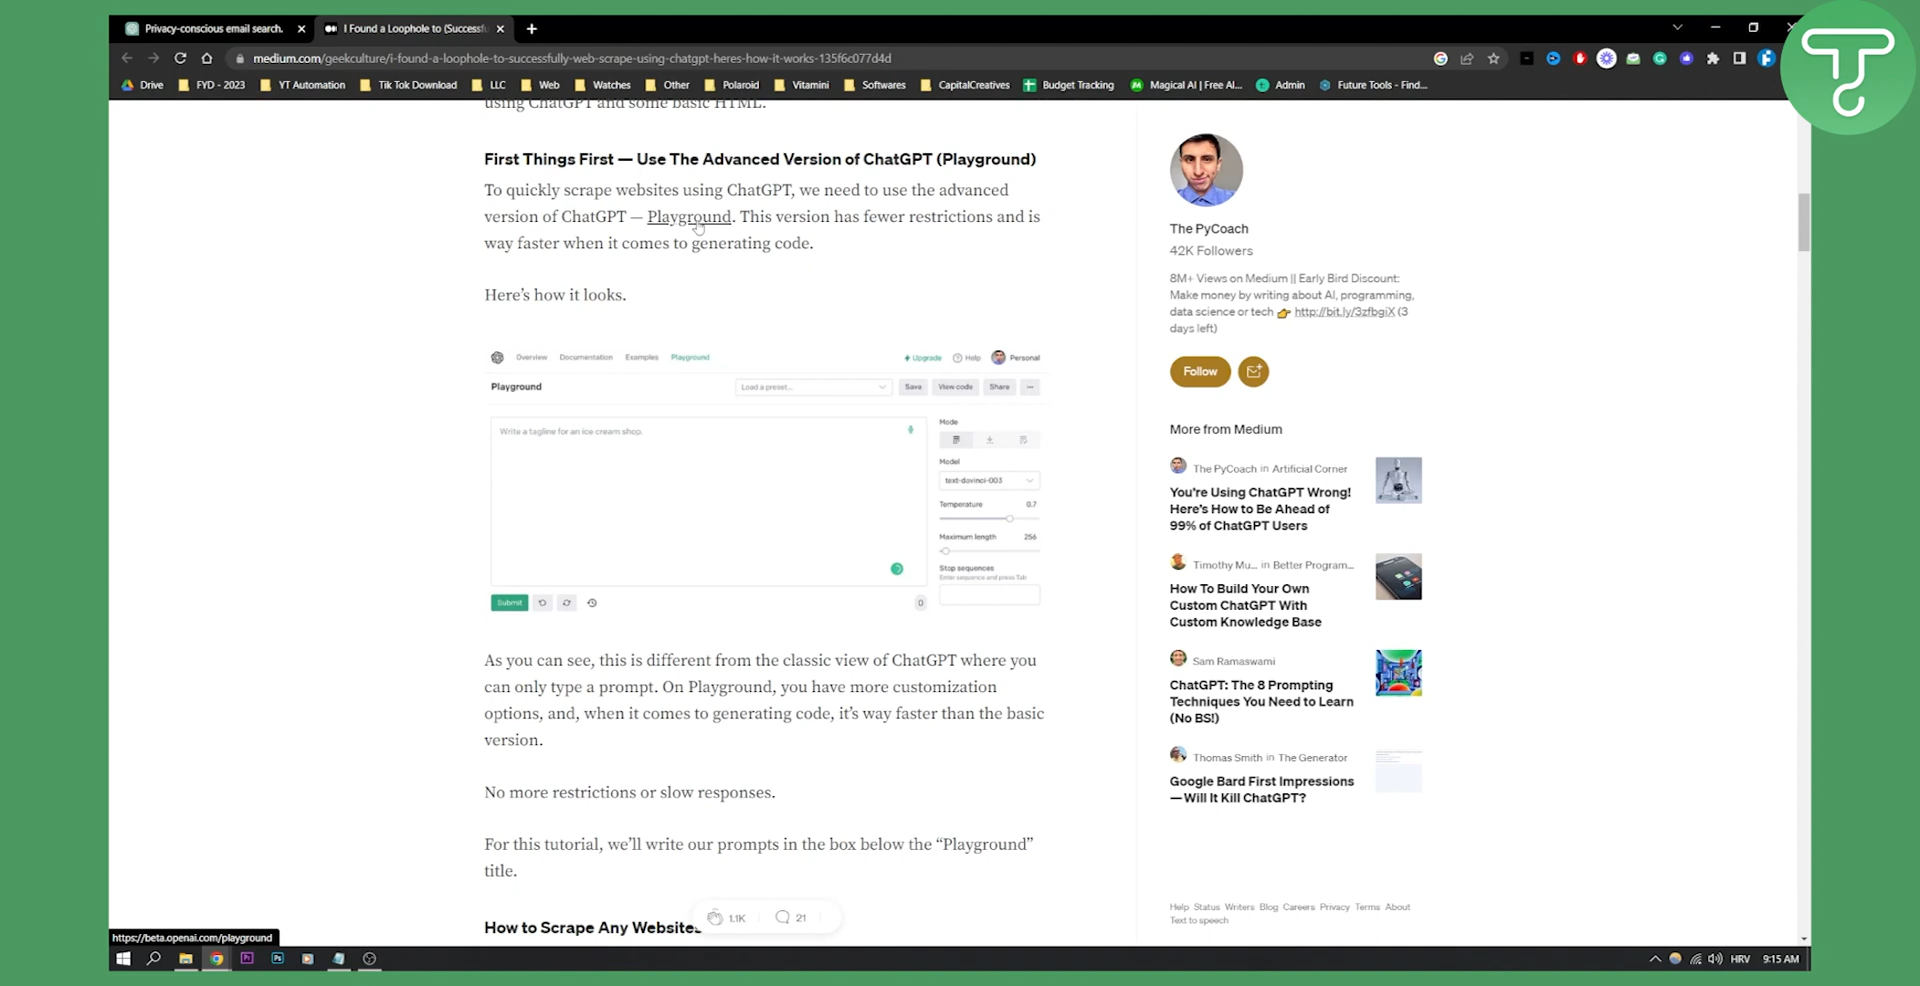 Privacy-conscious email search.
I Found a Loophole to (Successfu
medium.com/geekculture/i-found-a-loophole-to-successfully-web-scrape-using-chatgpt-heres-how-it-works-135f6c077d4d
Drive FYD - 2023 YT Automation Tik Tok Download LLC Web Watches Other Polaroid Vitamini Softwares CapitalCreatives Budget Tracking Magical AI | Free AI... Admin Future Tools - Find...
using ChatGPT and some basic HTML.
First Things First — Use The Advanced Version of ChatGPT (Playground)
To quickly scrape websites using ChatGPT, we need to use the advanced
version of ChatGPT — Playground. This version has fewer restrictions and is
way faster when it comes to generating code.
Here's how it looks.
Overview Documentation Examples Playground Upgrade Help Personal
Playground Load a preset... Save View code Share ...
Write a tagline for an ice cream shop.
Mode
Model
text-davinci-003
Temperature 0.7
Maximum length 256
Stop sequences
Enter sequence and press Tab
Submit 0
As you can see, this is different from the classic view of ChatGPT where you
can only type a prompt. On Playground, you have more customization
options, and, when it comes to generating code, it's way faster than the basic
version.
No more restrictions or slow responses.
For this tutorial, we'll write our prompts in the box below the “Playground”
title.
1.1K 21
How to Scrape Any Websites
The PyCoach
42K Followers
8M+ Views on Medium || Early Bird Discount:
Make money by writing about AI, programming,
data science or tech 👉 http://bit.ly/3zfbgiX (3
days left)
Follow
More from Medium
The PyCoach in Artificial Corner
You're Using ChatGPT Wrong!
Here's How to Be Ahead of
99% of ChatGPT Users
Timothy Mu... in Better Program...
How To Build Your Own
Custom ChatGPT With
Custom Knowledge Base
Sam Ramaswami
ChatGPT: The 8 Prompting
Techniques You Need to Learn
(No BS!)
Thomas Smith in The Generator
Google Bard First Impressions
— Will It Kill ChatGPT?
Help Status Writers Blog Careers Privacy Terms About
Text to speech
https://beta.openai.com/playground
HRV 9:15 AM